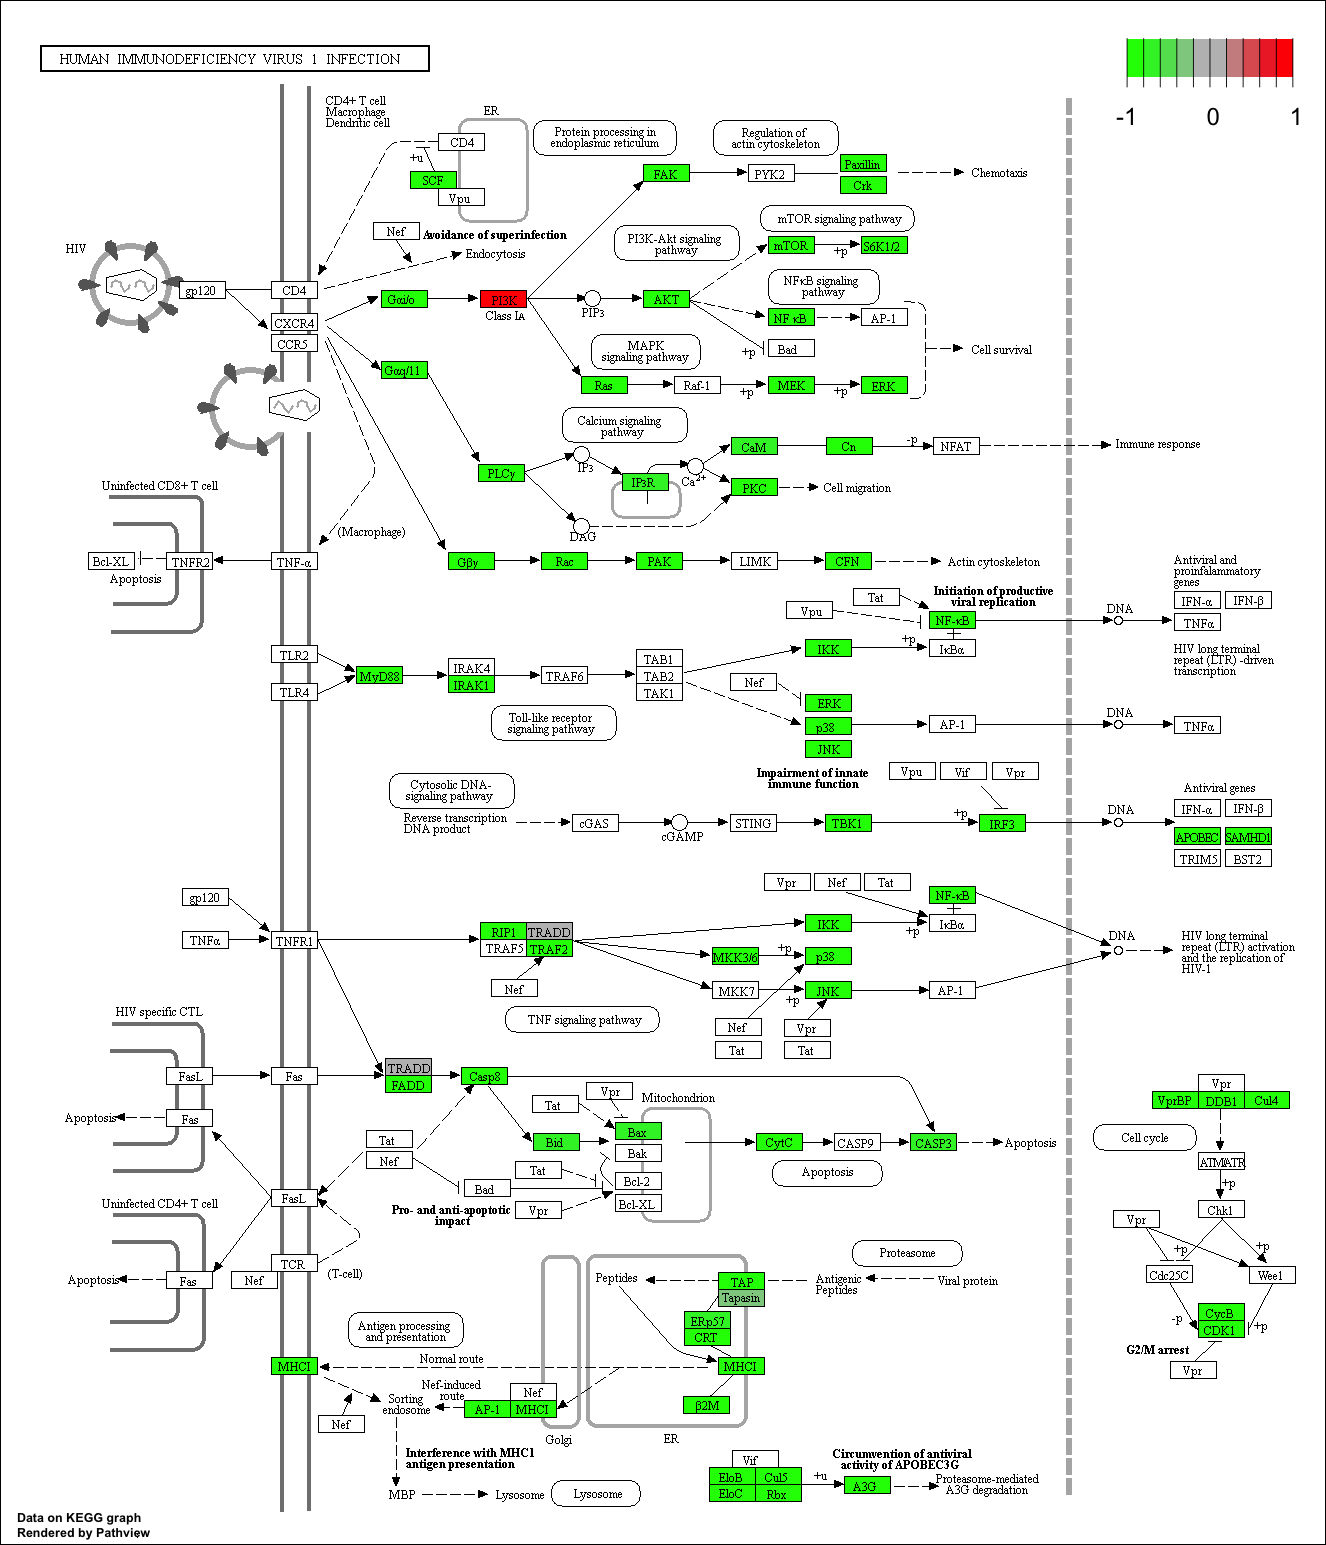 HUMAN IMMUNODEFICIENCY VIRUS 1 INFECTION
-1 0 1
CD4+ T cell
Macrophage
Dendritic cell
ER
CD4
+u
SCF
Vpu
Protein processing in
endoplasmic reticulum
Regulation of
actin cytoskeleton
FAK
PYK2
Paxillin
Crk
Chemotaxis
Nef
Avoidance of superinfection
Endocytosis
mTOR signaling pathway
PI3K-Akt signaling
pathway
mTOR
+p
S6K1/2
HIV
gp120
CD4
CXCR4
CCR5
Gαi/o
PI3K
Class IA
PIP3
AKT
NFκB signaling
pathway
NFκB
AP-1
+p
Bad
Cell survival
MAPK
signaling pathway
Gαq/11
Ras
Raf-1
+p
MEK
+p
ERK
Calcium signaling
pathway
PLCγ
IP3
IP3R
Ca2+
DAG
CaM
Cn
-p
NFAT
Immune response
PKC
Cell migration
Uninfected CD8+ T cell
Bcl-XL
TNFR2
Apoptosis
TNF-α
(Macrophage)
Gβγ
Rac
PAK
LIMK
CFN
Actin cytoskeleton
Antiviral and
proinfalammatory
genes
IFN-α
IFN-β
TNFα
Initiation of productive
viral replication
Tat
Vpu
NF-κB
+p
IκBα
DNA
HIV long terminal
repeat (LTR) -driven
transcription
TLR2
TLR4
MyD88
IRAK4
IRAK1
TRAF6
TAB1
TAB2
TAK1
IKK
Nef
ERK
p38
JNK
AP-1
DNA
TNFα
Toll-like receptor
signaling pathway
Impairment of innate
immune function
Vpu
Vif
Vpr
Cytosolic DNA-
signaling pathway
Reverse transcription
DNA product
cGAS
cGAMP
STING
TBK1
+p
IRF3
DNA
Antiviral genes
IFN-α
IFN-β
APOBEC
SAMHD1
TRIM5
BST2
gp120
TNFα
TNFR1
RIP1
TRADD
TRAF5
TRAF2
Nef
TNF signaling pathway
Vpr
Nef
Tat
NF-κB
IKK
+p
IκBα
MKK3/6
+p
p38
MKK7
+p
JNK
AP-1
DNA
HIV long terminal
repeat (LTR) activation
and the replication of
HIV-1
Nef
Tat
Vpr
Tat
HIV specific CTL
FasL
Fas
Apoptosis
Fas
TRADD
FADD
Casp8
Vpr
Tat
Mitochondrion
Bax
Bak
Bcl-2
Bcl-XL
Bid
Tat
Nef
Tat
Bad
Vpr
CytC
CASP9
CASP3
Apoptosis
Apoptosis
Pro- and anti-apoptotic
impact
FasL
Uninfected CD4+ T cell
Apoptosis
Fas
Nef
TCR
(T-cell)
Vpr
VprBP
DDB1
Cul4
Cell cycle
ATM/ATR
+p
Chk1
Vpr
+p
+p
Cdc25C
Wee1
-p
CycB
CDK1
+p
G2/M arrest
Vpr
Proteasome
Peptides
TAP
Tapasin
Antigenic
Peptides
Viral protein
ERp57
CRT
Antigen processing
and presentation
MHCI
Normal route
MHCI
β2M
Nef-induced
route
Nef
AP-1
MHCI
Sorting
endosome
Nef
Golgi
ER
Interference with MHC1
antigen presentation
MBP
Lysosome
Lysosome
Vif
EloB
Cul5
EloC
Rbx
+u
A3G
Circumvention of antiviral
activity of APOBEC3G
Proteasome-mediated
A3G degradation
Data on KEGG graph
Rendered by Pathview